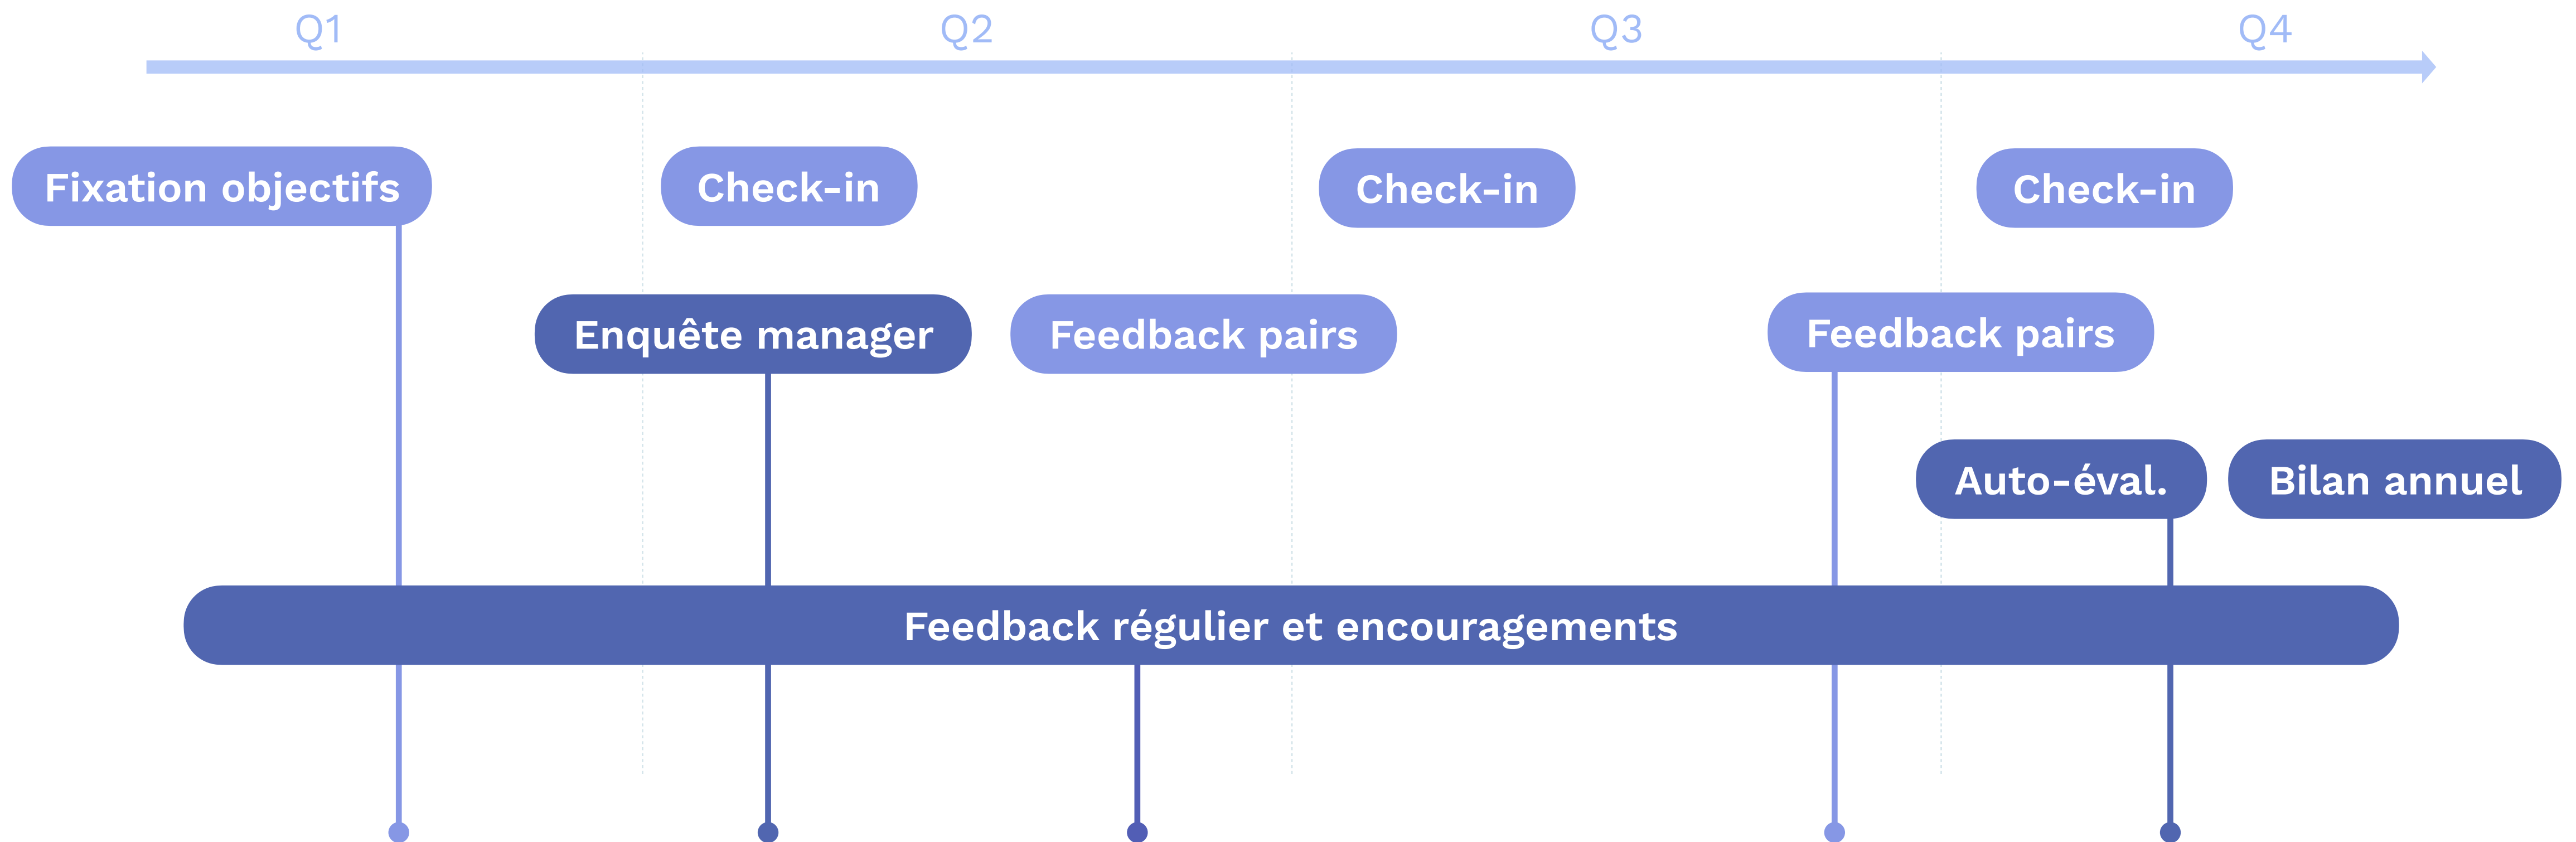 Q1
Q2
Q3
Q4
Fixation objectifs
Check-in
Check-in
Check-in
Enquête manager
Feedback pairs
Feedback pairs
Auto-éval.
Bilan annuel
Feedback régulier et encouragements